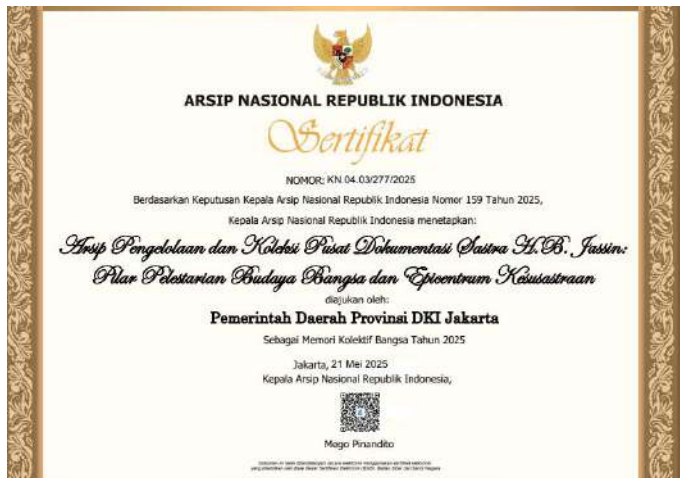 ARSIP NASIONAL REPUBLIK INDONESIA
Sertifikat
NOMOR: KN.04.03/277/2025
Berdasarkan Keputusan Kepala Arsip Nasional Republik Indonesia Nomor 159 Tahun 2025,
Kepala Arsip Nasional Republik Indonesia menetapkan:
Arsip Pengelolaan dan Koleksi Pusat Dokumentasi Sastra H.B. Jassin:
Pilar Pelestarian Budaya Bangsa dan Epicentrum Kesusastraan
diajukan oleh:
Pemerintah Daerah Provinsi DKI Jakarta
Sebagai Memori Kolektif Bangsa Tahun 2025
Jakarta, 21 Mei 2025
Kepala Arsip Nasional Republik Indonesia,
Mego Pinandito